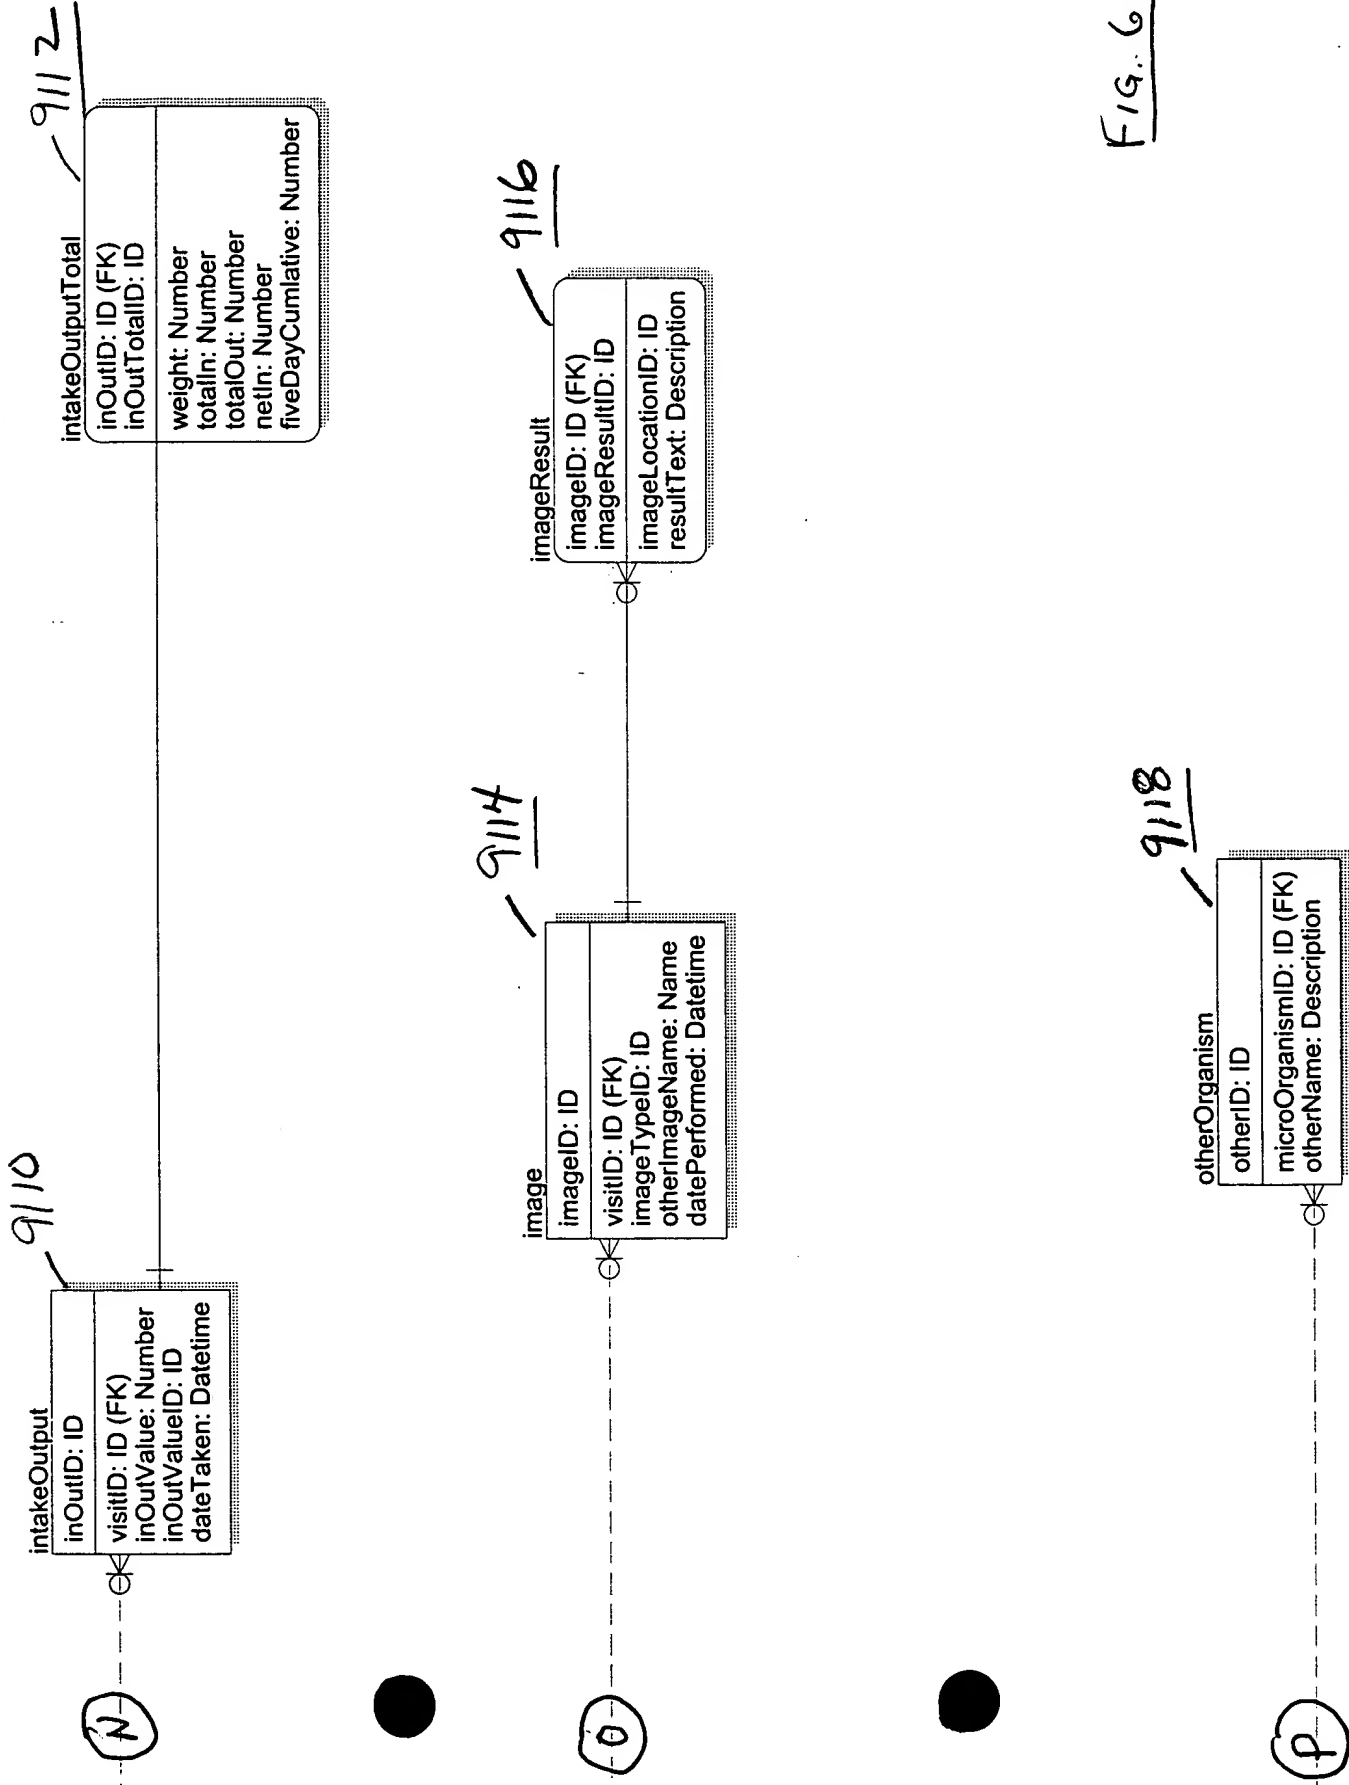 9110
intakeOutput
inOutID: ID
visitID: ID (FK)
inOutValue: Number
inOutValueID: ID
dateTaken: Datetime
N
9112
intakeOutputTotal
inOutID: ID (FK)
inOutTotalID: ID
weight: Number
totalIn: Number
totalOut: Number
netIn: Number
fiveDayCumlative: Number
9114
image
imageID: ID
visitID: ID (FK)
imageTypeID: ID
otherImageName: Name
datePerformed: Datetime
O
9116
imageResult
imageID: ID (FK)
imageResultID: ID
imageLocationID: ID
resultText: Description
9118
otherOrganism
otherID: ID
microOrganismID: ID (FK)
otherName: Description
P
FIG. 6